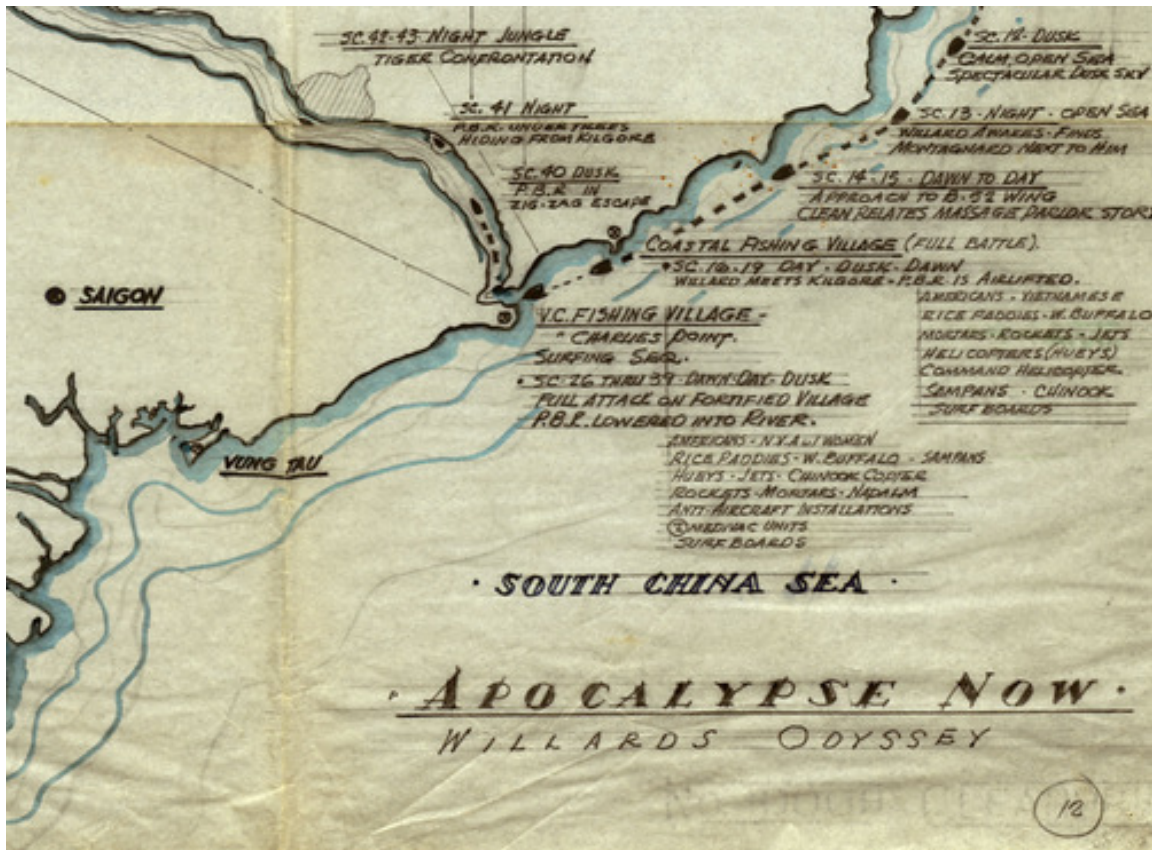 SC. 42-43 NIGHT JUNGLE
TIGER CONFRONTATION
SC. 41 NIGHT
P.B.R. UNDER TREES
HIDING FROM KILGORE
SC. 40 DUSK
P.B.R IN
ZIG-ZAG ESCAPE
SC. 12 - DUSK
CALM, OPEN SEA
SPECTACULAR DUSK SKY
SC. 13 - NIGHT - OPEN SEA
WILLARD AWAKES - FINDS
MONTAGNARD NEXT TO HIM
SC. 14-15 - DAWN TO DAY
APPROACH TO B-52 WING
CLEAN RELATES MASSAGE PARLOR STORY
COASTAL FISHING VILLAGE (FULL BATTLE).
• SC. 16-19 DAY - DUSK - DAWN
WILLARD MEETS KILGORE - P.B.R. IS AIRLIFTED.
AMERICANS - VIETNAMESE
RICE PADDIES - W. BUFFALO
MORTARS - ROCKETS - JETS
HELICOPTERS (HUEYS)
COMMAND HELICOPTER
SAMPANS - CHINOOK
SURF BOARDS
SAIGON
V.C. FISHING VILLAGE -
"CHARLIES POINT.
SURFING SEQ.
• SC. 26 THRU 39 - DAWN - DAY - DUSK
FULL ATTACK ON FORTIFIED VILLAGE
P.B.R. LOWERED INTO RIVER.
AMERICANS - N.V.A. WOMEN
RICE PADDIES - W. BUFFALO - SAMPANS
HUEYS - JETS - CHINOOK COPTER
ROCKETS - MORTARS - NAPALM
ANTI-AIRCRAFT INSTALLATIONS
② MEDIVAC UNITS
SURF BOARDS
VUNG TAU
• SOUTH CHINA SEA •
• APOCALYPSE NOW •
WILLARDS ODYSSEY
12